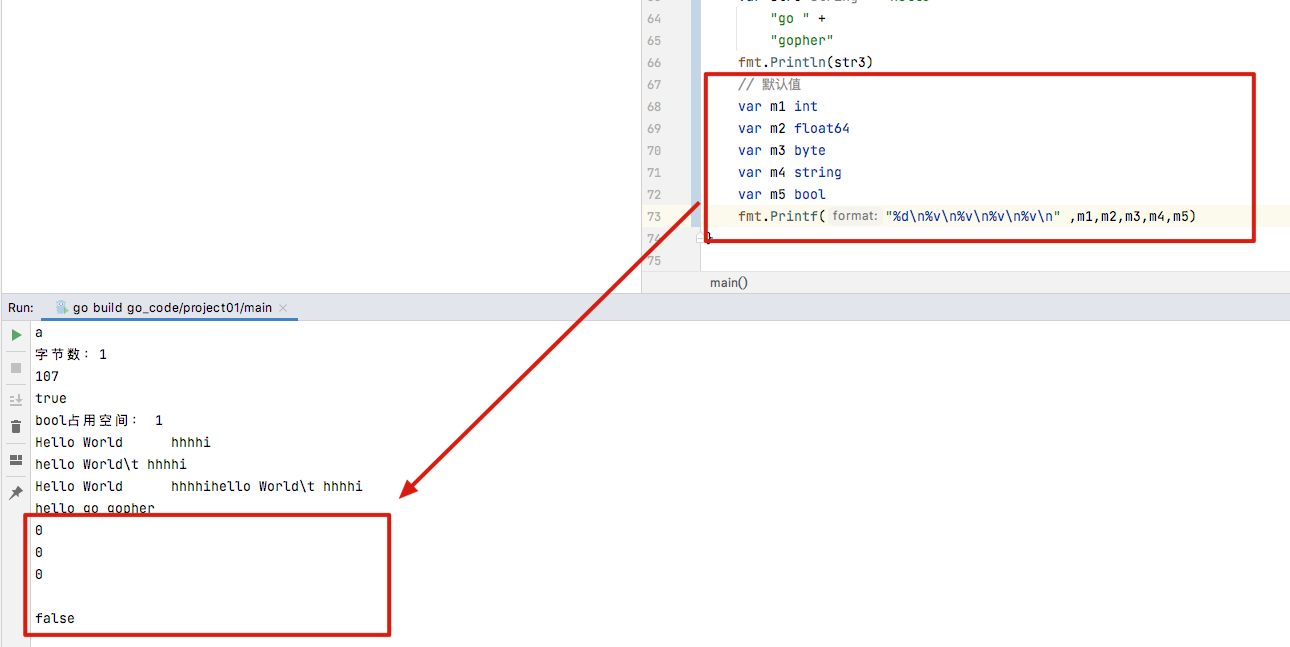 64 "go " +
65 "gopher"
66 fmt.Println(str3)
67 // 默认值
68 var m1 int
69 var m2 float64
70 var m3 byte
71 var m4 string
72 var m5 bool
73 fmt.Printf( format: "%d\n%v\n%v\n%v\n%v\n" ,m1,m2,m3,m4,m5)
74 }
75
main()
Run: go build go_code/project01/main
a
字节数：1
107
true
bool占用空间： 1
Hello World      hhhhi
hello World\t hhhhi
Hello World      hhhhihello World\t hhhhi
hello go gopher
0
0
0
false